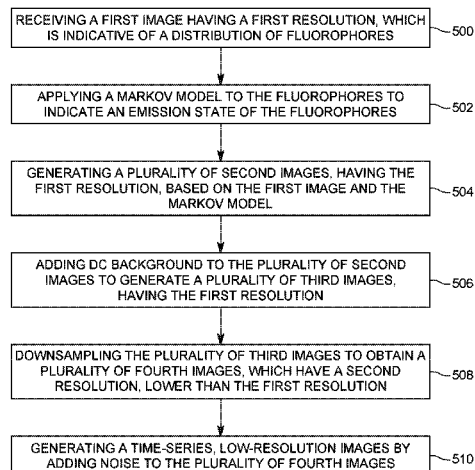 RECEIVING A FIRST IMAGE HAVING A FIRST RESOLUTION, WHICH
IS INDICATIVE OF A DISTRIBUTION OF FLUOROPHORES
500
APPLYING A MARKOV MODEL TO THE FLUOROPHORES TO
INDICATE AN EMISSION STATE OF THE FLUOROPHORES
502
GENERATING A PLURALITY OF SECOND IMAGES, HAVING THE
FIRST RESOLUTION, BASED ON THE FIRST IMAGE AND THE
MARKOV MODEL
504
ADDING DC BACKGROUND TO THE PLURALITY OF SECOND
IMAGES TO GENERATE A PLURALITY OF THIRD IMAGES,
HAVING THE FIRST RESOLUTION
506
DOWNSAMPLING THE PLURALITY OF THIRD IMAGES TO OBTAIN A
PLURALITY OF FOURTH IMAGES, WHICH HAVE A SECOND
RESOLUTION, LOWER THAN THE FIRST RESOLUTION
508
GENERATING A TIME-SERIES, LOW-RESOLUTION IMAGES BY
ADDING NOISE TO THE PLURALITY OF FOURTH IMAGES
510